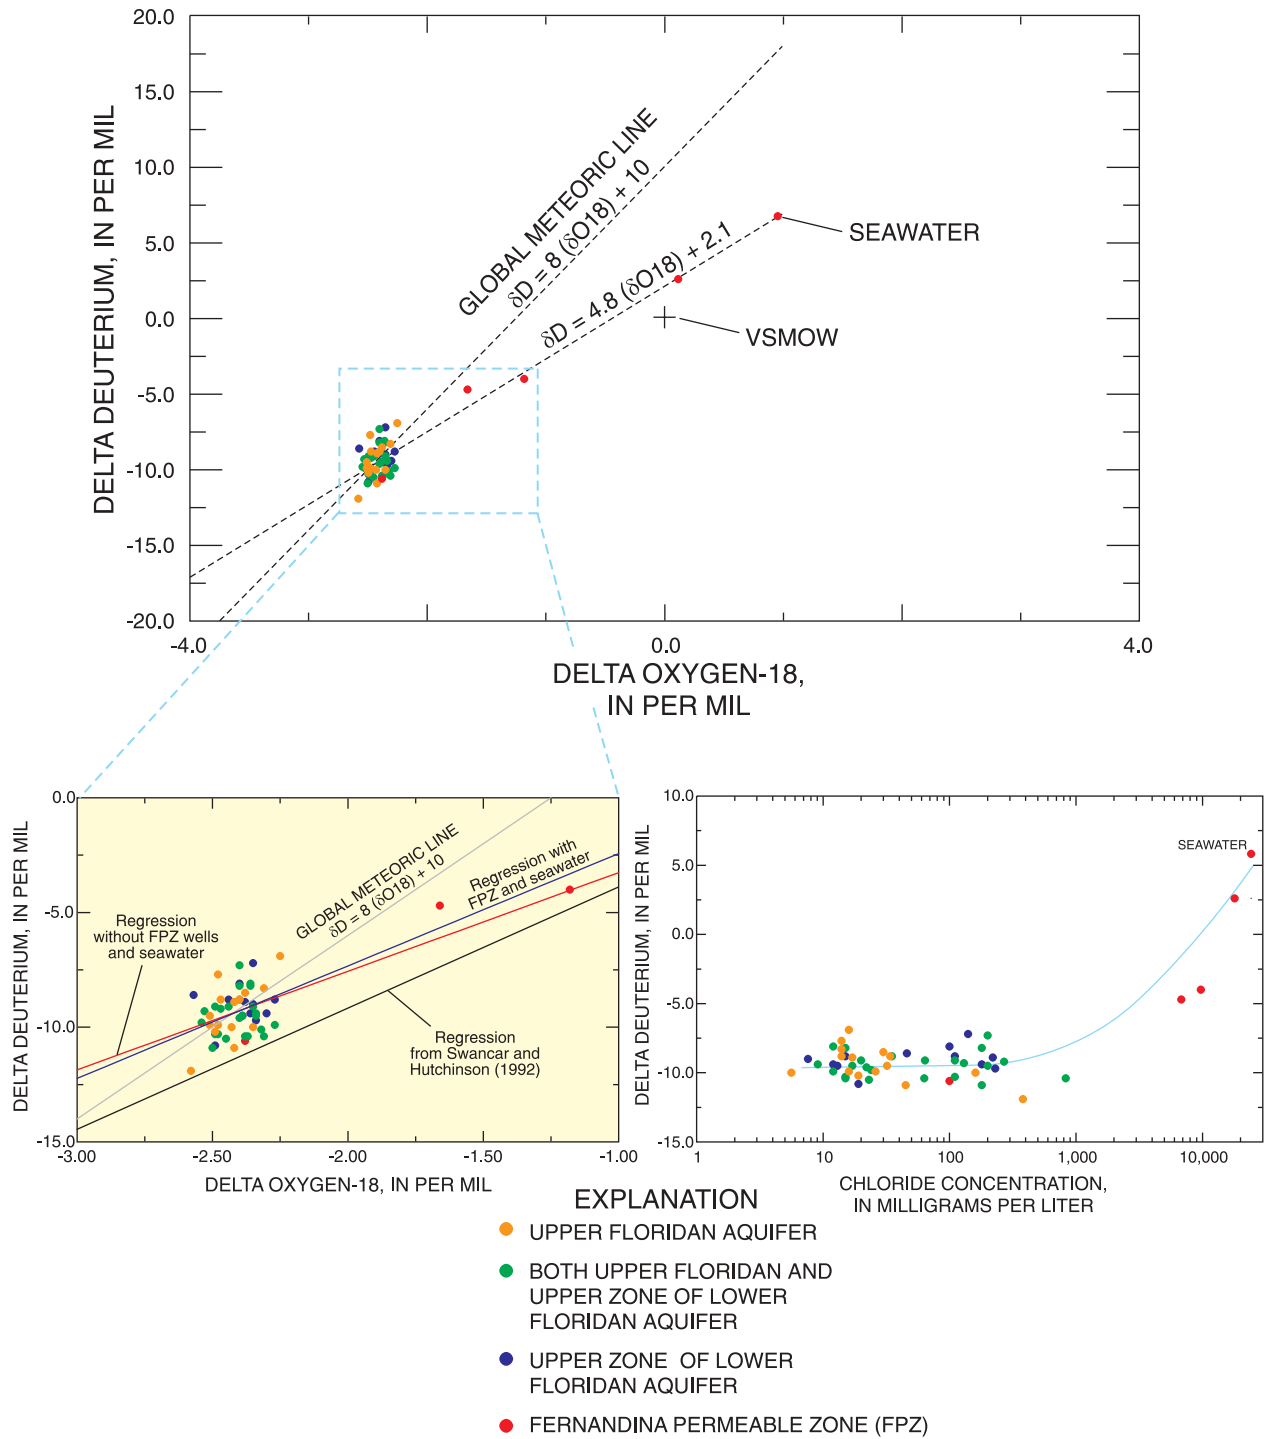 20.0
15.0
10.0
5.0
0.0
-5.0
-10.0
-15.0
-20.0
DELTA DEUTERIUM, IN PER MIL
GLOBAL METEORIC LINE
δD = 8 (δO18) + 10
δD = 4.8 (δO18) + 2.1
SEAWATER
VSMOW
-4.0 0.0 4.0
DELTA OXYGEN-18,
IN PER MIL
0.0
-5.0
-10.0
-15.0
DELTA DEUTERIUM, IN PER MIL
GLOBAL METEORIC LINE
δD = 8 (δO18) + 10
Regression with
FPZ and seawater
Regression
without FPZ wells
and seawater
Regression
from Swancar and
Hutchinson (1992)
-3.00 -2.50 -2.00 -1.50 -1.00
DELTA OXYGEN-18, IN PER MIL
10.0
5.0
0.0
-5.0
-10.0
-15.0
DELTA DEUTERIUM, IN PER MIL
SEAWATER
1 10 100 1,000 10,000
CHLORIDE CONCENTRATION,
IN MILLIGRAMS PER LITER
EXPLANATION
UPPER FLORIDAN AQUIFER
BOTH UPPER FLORIDAN AND
UPPER ZONE OF LOWER
FLORIDAN AQUIFER
UPPER ZONE OF LOWER
FLORIDAN AQUIFER
FERNANDINA PERMEABLE ZONE (FPZ)